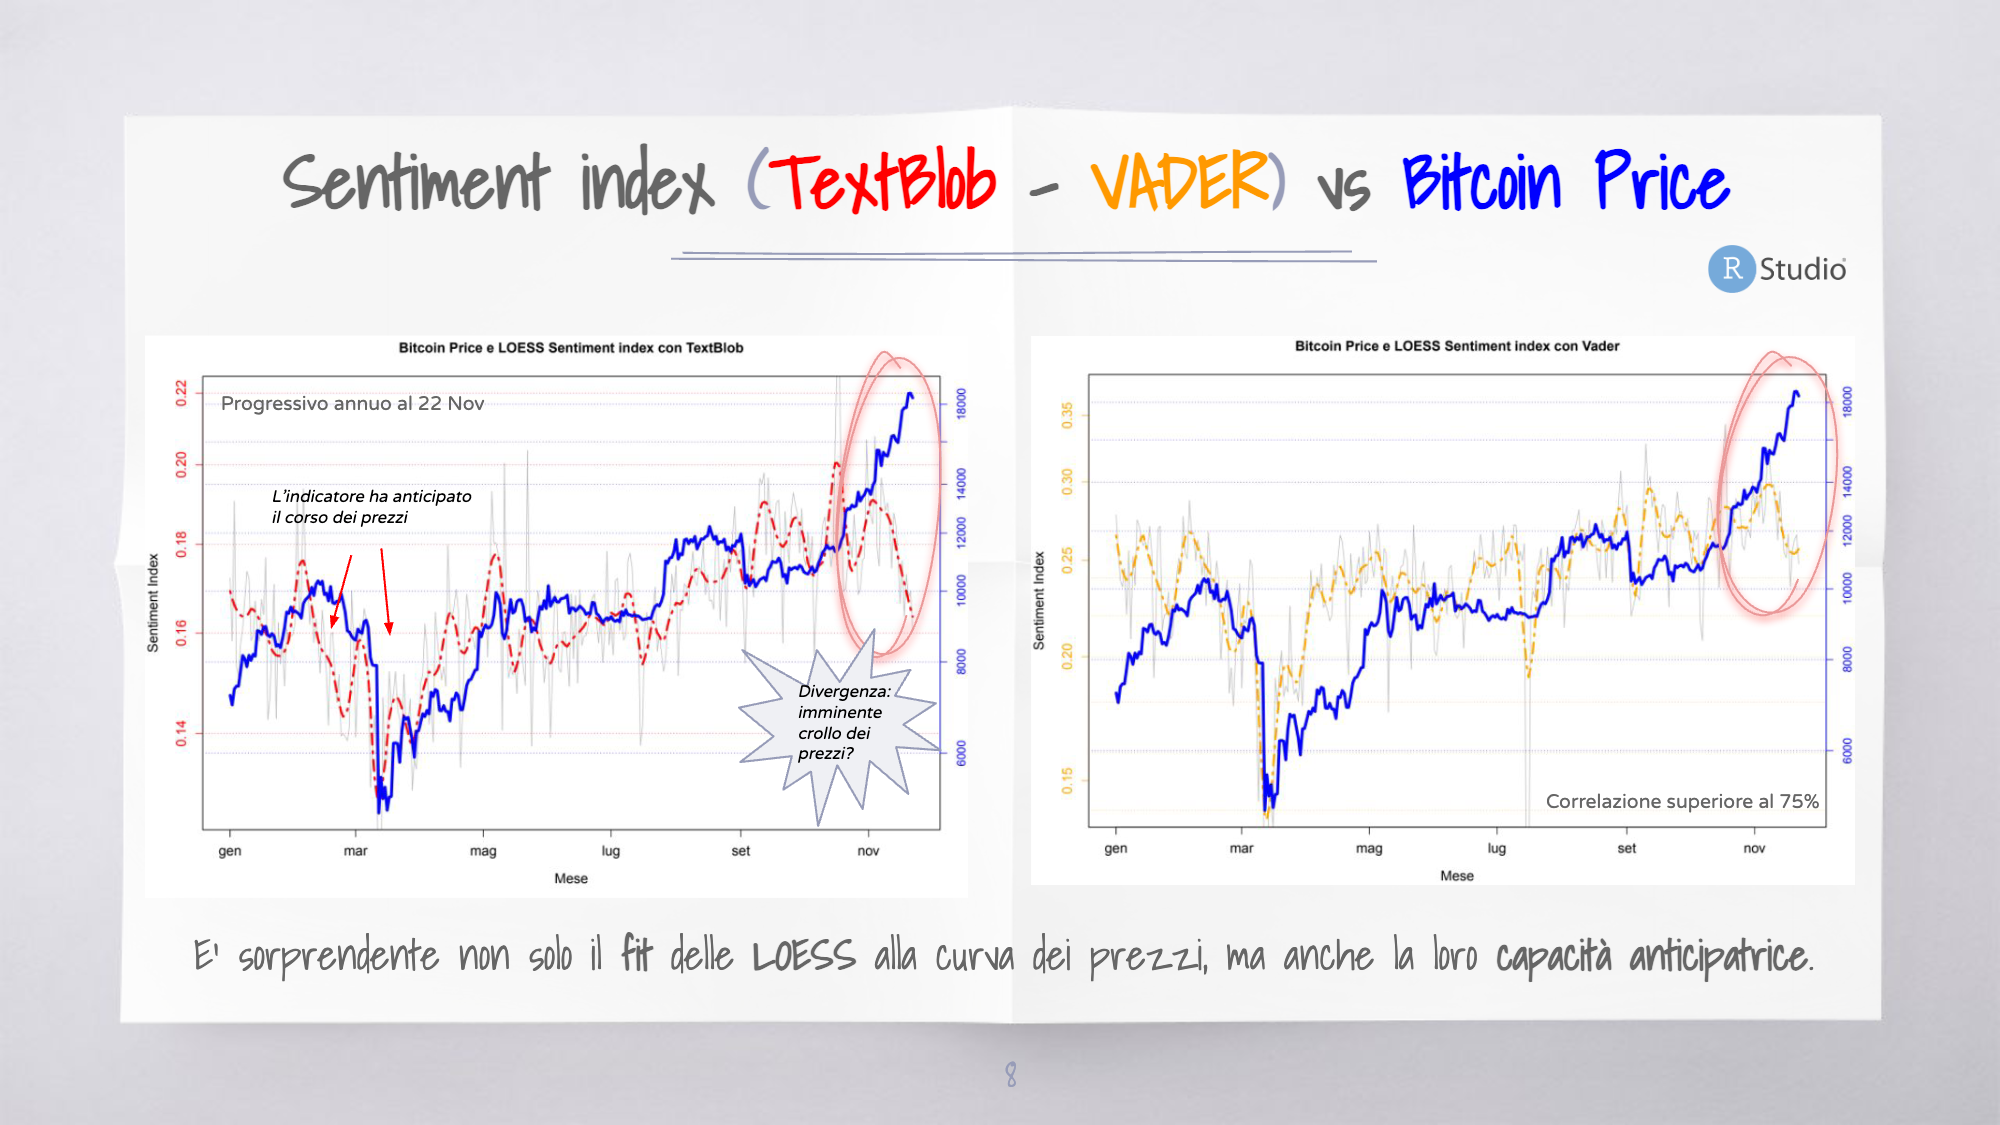 Sentiment index (TextBlob - VADER) vs Bitcoin Price
R Studio
Bitcoin Price e LOESS Sentiment index con TextBlob
Progressivo annuo al 22 Nov
L'indicatore ha anticipato
il corso dei prezzi
Divergenza:
imminente
crollo dei
prezzi?
Sentiment Index
0.22
0.20
0.18
0.16
0.14
18000
14000
12000
10000
8000
6000
gen mar mag lug set nov
Mese
Bitcoin Price e LOESS Sentiment index con Vader
Sentiment Index
0.35
0.30
0.25
0.20
0.15
18000
14000
12000
10000
8000
6000
Correlazione superiore al 75%
gen mar mag lug set nov
Mese
E' sorprendente non solo il fit delle LOESS alla curva dei prezzi, ma anche la loro capacità anticipatrice.
8